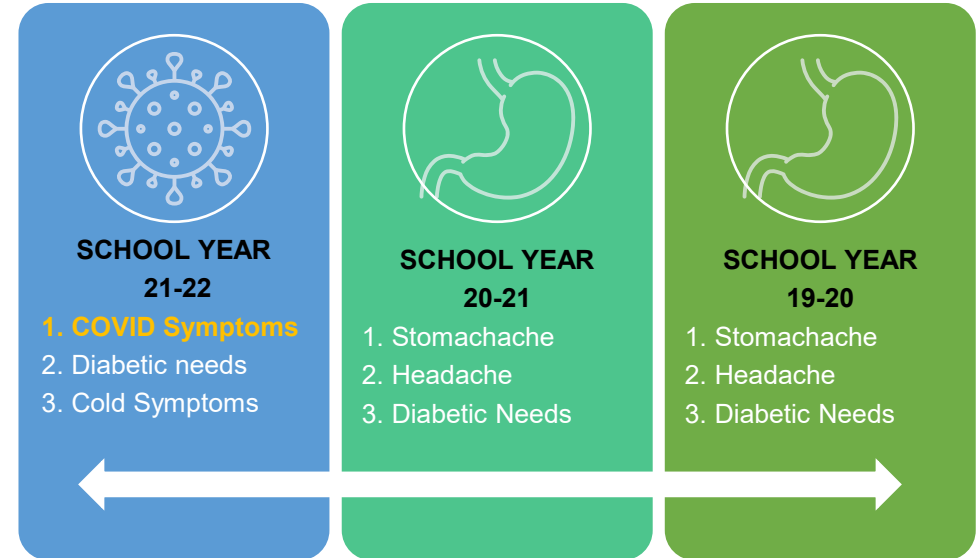 SCHOOL YEAR
21-22
1. COVID Symptoms
2. Diabetic needs
3. Cold Symptoms
SCHOOL YEAR
20-21
1. Stomachache
2. Headache
3. Diabetic Needs
SCHOOL YEAR
19-20
1. Stomachache
2. Headache
3. Diabetic Needs